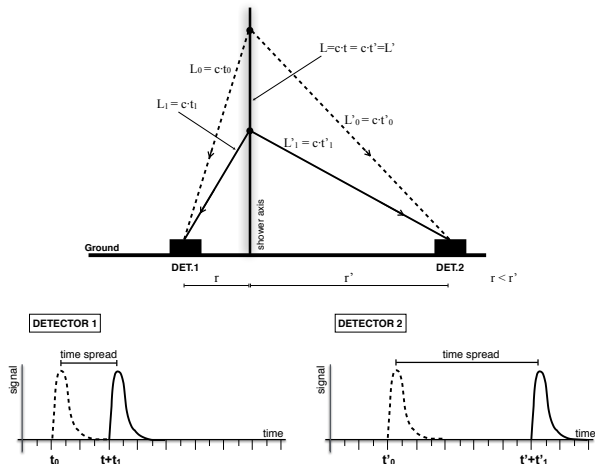 L=c·t = c·t'=L'
L₀ = c·t₀
L₁ = c·t₁
L'₀ = c·t'₀
L'₁ = c·t'₁
shower axis
Ground
DET.1
DET.2
r
r'
r < r'
DETECTOR 1
DETECTOR 2
time spread
time spread
signal
time
signal
time
t₀
t+t₁
t'₀
t'+t'₁